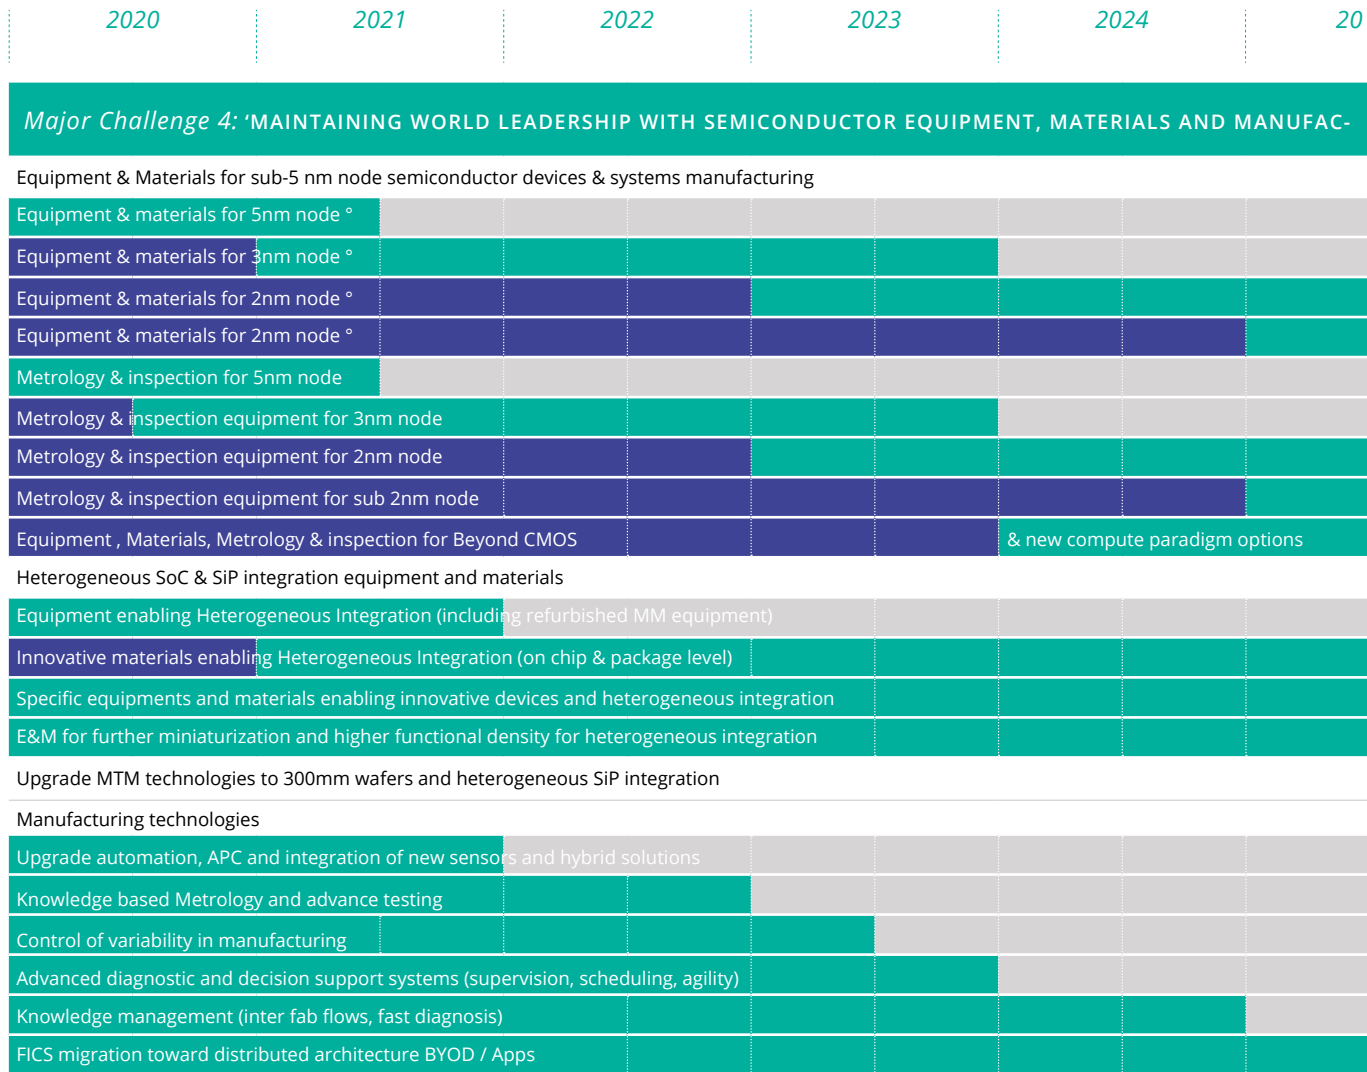 2020 2021 2022 2023 2024 20
Major Challenge 4: ‘MAINTAINING WORLD LEADERSHIP WITH SEMICONDUCTOR EQUIPMENT, MATERIALS AND MANUFAC-
Equipment & Materials for sub-5 nm node semiconductor devices & systems manufacturing
Equipment & materials for 5nm node °
Equipment & materials for 3nm node °
Equipment & materials for 2nm node °
Equipment & materials for 2nm node °
Metrology & inspection for 5nm node
Metrology & inspection equipment for 3nm node
Metrology & inspection equipment for 2nm node
Metrology & inspection equipment for sub 2nm node
Equipment , Materials, Metrology & inspection for Beyond CMOS & new compute paradigm options
Heterogeneous SoC & SiP integration equipment and materials
Equipment enabling Heterogeneous Integration (including refurbished MM equipment)
Innovative materials enabling Heterogeneous Integration (on chip & package level)
Specific equipments and materials enabling innovative devices and heterogeneous integration
E&M for further miniaturization and higher functional density for heterogeneous integration
Upgrade MTM technologies to 300mm wafers and heterogeneous SiP integration
Manufacturing technologies
Upgrade automation, APC and integration of new sensors and hybrid solutions
Knowledge based Metrology and advance testing
Control of variability in manufacturing
Advanced diagnostic and decision support systems (supervision, scheduling, agility)
Knowledge management (inter fab flows, fast diagnosis)
FICS migration toward distributed architecture BYOD / Apps